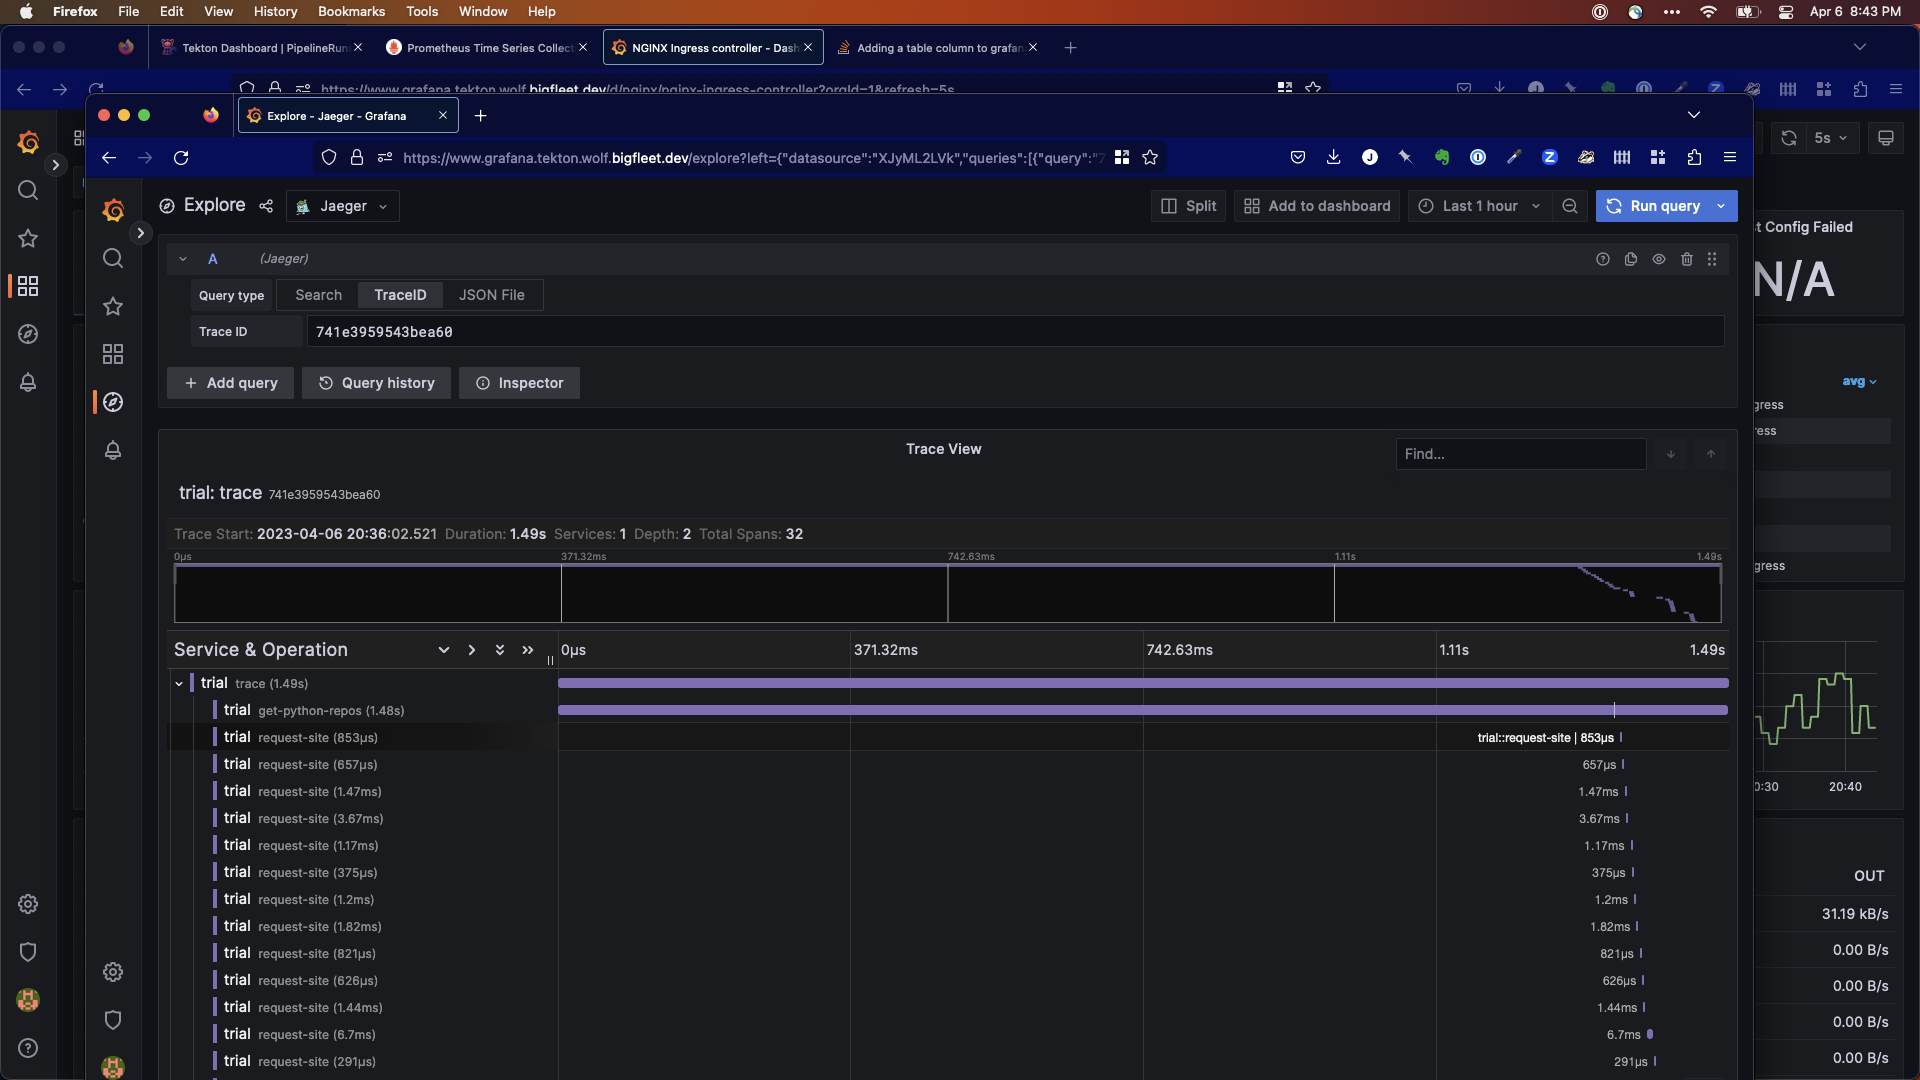 Firefox File Edit View History Bookmarks Tools Window Help
Apr 6 8:43 PM
Tekton Dashboard | PipelineRun
Prometheus Time Series Collect
NGINX Ingress controller - Dash
Adding a table column to grafan
https://www.grafana.tekton.wolf.bigfleet.dev/d/nginx/nginx-ingress-controller?orgId=1&refresh=5s
Explore - Jaeger - Grafana
https://www.grafana.tekton.wolf.bigfleet.dev/explore?left={"datasource":"XJyML2LVk","queries":[{"query":"7
5s
Explore
Jaeger
Split
Add to dashboard
Last 1 hour
Run query
t Config Failed
N/A
A (Jaeger)
Query type Search TraceID JSON File
Trace ID 741e3959543bea60
+ Add query
Query history
Inspector
avg
gress
ress
gress
Trace View
Find...
trial: trace 741e3959543bea60
Trace Start: 2023-04-06 20:36:02.521 Duration: 1.49s Services: 1 Depth: 2 Total Spans: 32
0μs 371.32ms 742.63ms 1.11s 1.49s
Service & Operation
0μs 371.32ms 742.63ms 1.11s 1.49s
trial trace (1.49s)
trial get-python-repos (1.48s)
trial request-site (853μs) trial::request-site | 853μs
trial request-site (657μs) 657μs
trial request-site (1.47ms) 1.47ms
trial request-site (3.67ms) 3.67ms
trial request-site (1.17ms) 1.17ms
trial request-site (375μs) 375μs
trial request-site (1.2ms) 1.2ms
trial request-site (1.82ms) 1.82ms
trial request-site (821μs) 821μs
trial request-site (626μs) 626μs
trial request-site (1.44ms) 1.44ms
trial request-site (6.7ms) 6.7ms
trial request-site (291μs) 291μs
0:30 20:40
OUT
31.19 kB/s
0.00 B/s
0.00 B/s
0.00 B/s
0.00 B/s